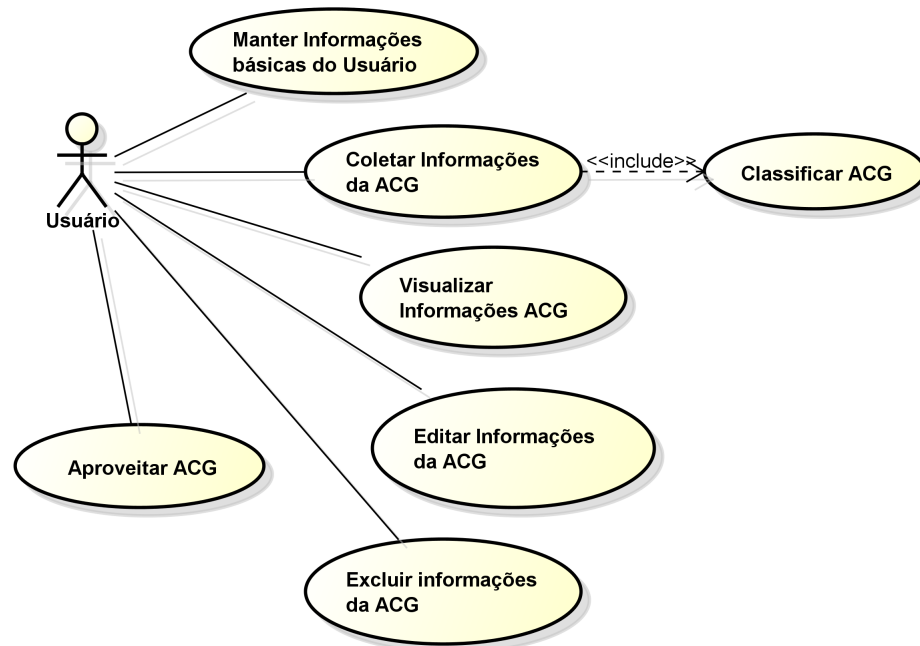 Manter Informações
básicas do Usuário
Coletar Informações
da ACG
<<include>>
Classificar ACG
Usuário
Visualizar
Informações ACG
Editar Informações
da ACG
Aproveitar ACG
Excluir informações
da ACG